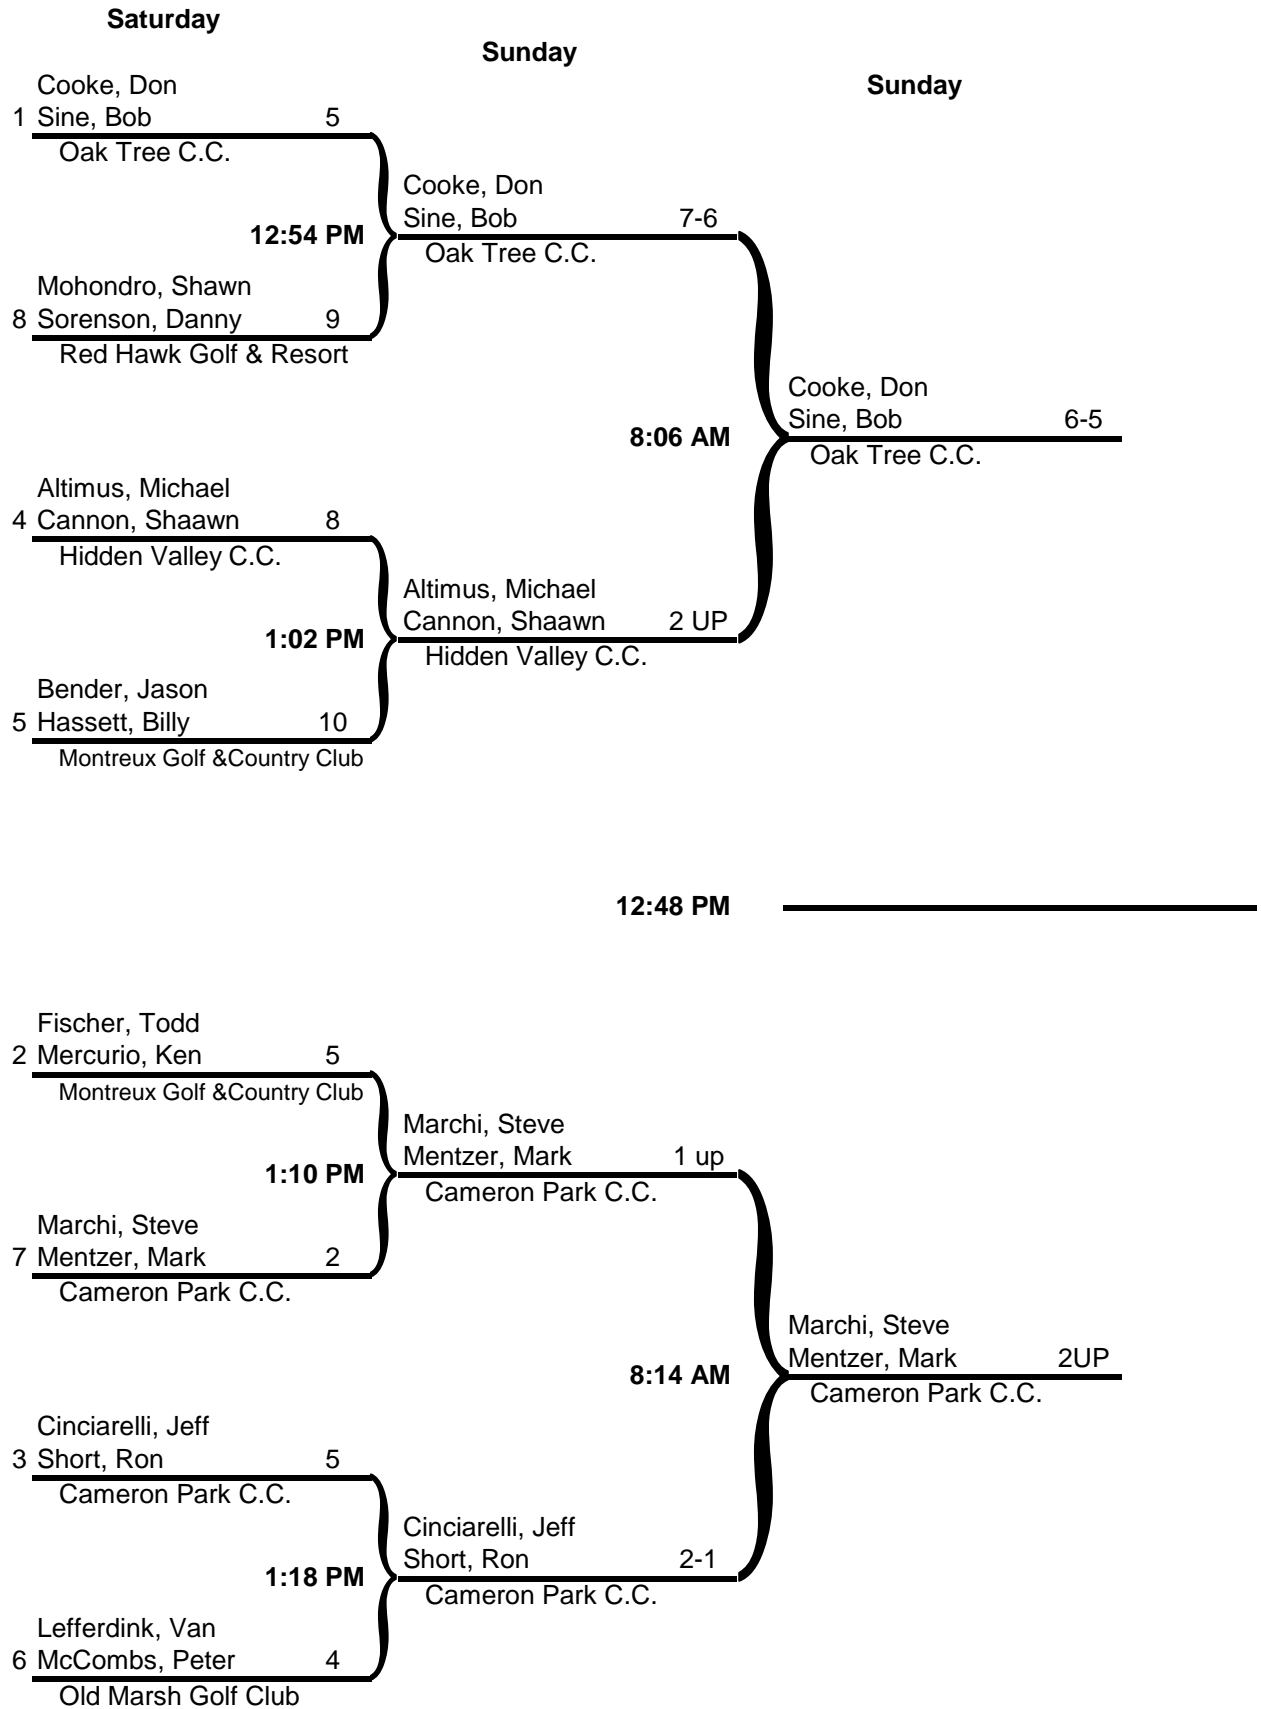 Saturday
Sunday
Sunday
Cooke, Don
1 Sine, Bob 5
Oak Tree C.C.
Cooke, Don
Sine, Bob 7-6
12:54 PM
Oak Tree C.C.
Mohondro, Shawn
8 Sorenson, Danny 9
Red Hawk Golf & Resort
Cooke, Don
Sine, Bob 6-5
8:06 AM
Oak Tree C.C.
Altimus, Michael
4 Cannon, Shaawn 8
Hidden Valley C.C.
Altimus, Michael
Cannon, Shaawn 2 UP
1:02 PM
Hidden Valley C.C.
Bender, Jason
5 Hassett, Billy 10
Montreux Golf &Country Club
12:48 PM
Fischer, Todd
2 Mercurio, Ken 5
Montreux Golf &Country Club
Marchi, Steve
Mentzer, Mark 1 up
1:10 PM
Cameron Park C.C.
Marchi, Steve
7 Mentzer, Mark 2
Cameron Park C.C.
Marchi, Steve
Mentzer, Mark 2UP
8:14 AM
Cameron Park C.C.
Cinciarelli, Jeff
3 Short, Ron 5
Cameron Park C.C.
Cinciarelli, Jeff
Short, Ron 2-1
1:18 PM
Cameron Park C.C.
Lefferdink, Van
6 McCombs, Peter 4
Old Marsh Golf Club